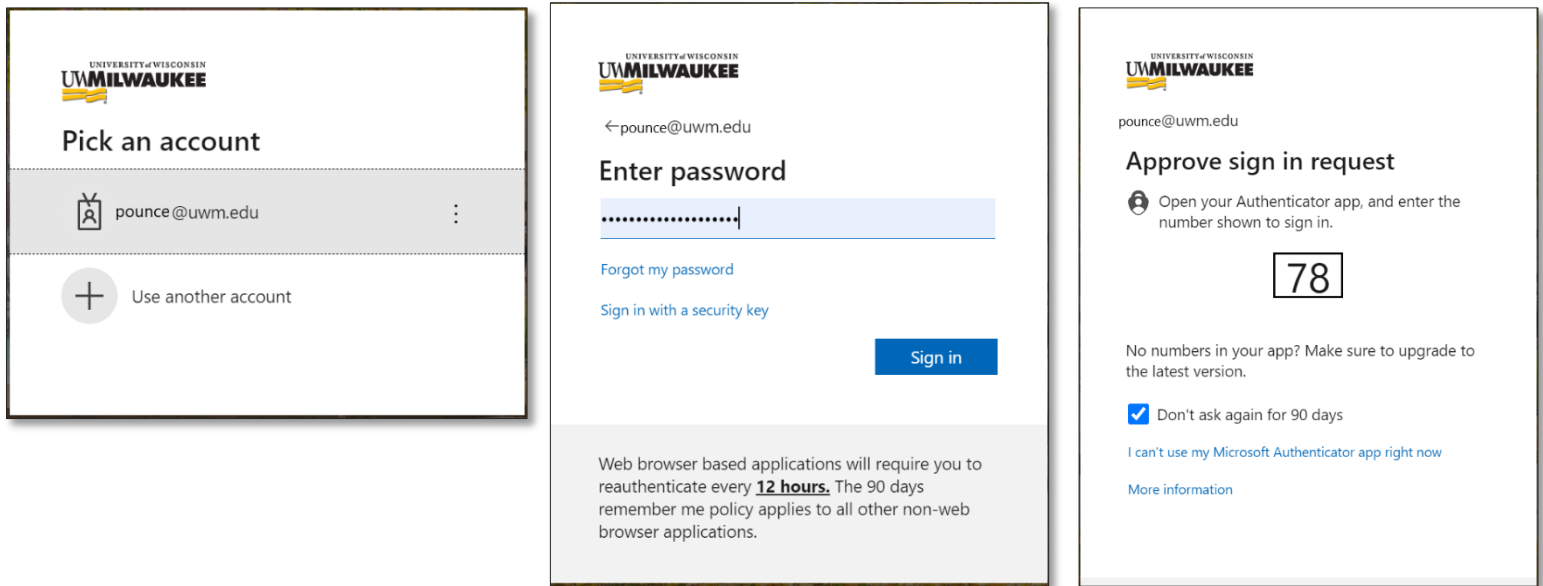 UNIVERSITY of WISCONSIN
UWMILWAUKEE
Pick an account
pounce@uwm.edu
Use another account
UNIVERSITY of WISCONSIN
UWMILWAUKEE
pounce@uwm.edu
Enter password
Forgot my password
Sign in with a security key
Sign in
Web browser based applications will require you to
reauthenticate every 12 hours. The 90 days
remember me policy applies to all other non-web
browser applications.
UNIVERSITY of WISCONSIN
UWMILWAUKEE
pounce@uwm.edu
Approve sign in request
Open your Authenticator app, and enter the
number shown to sign in.
78
No numbers in your app? Make sure to upgrade to
the latest version.
Don't ask again for 90 days
I can't use my Microsoft Authenticator app right now
More information